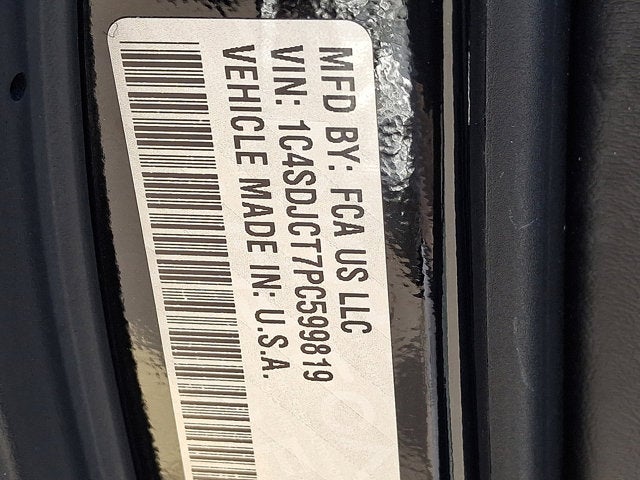 MFD BY: FCA US LLC
VIN: 1C4SDJCT7PC599819
VEHICLE MADE IN: U.S.A.